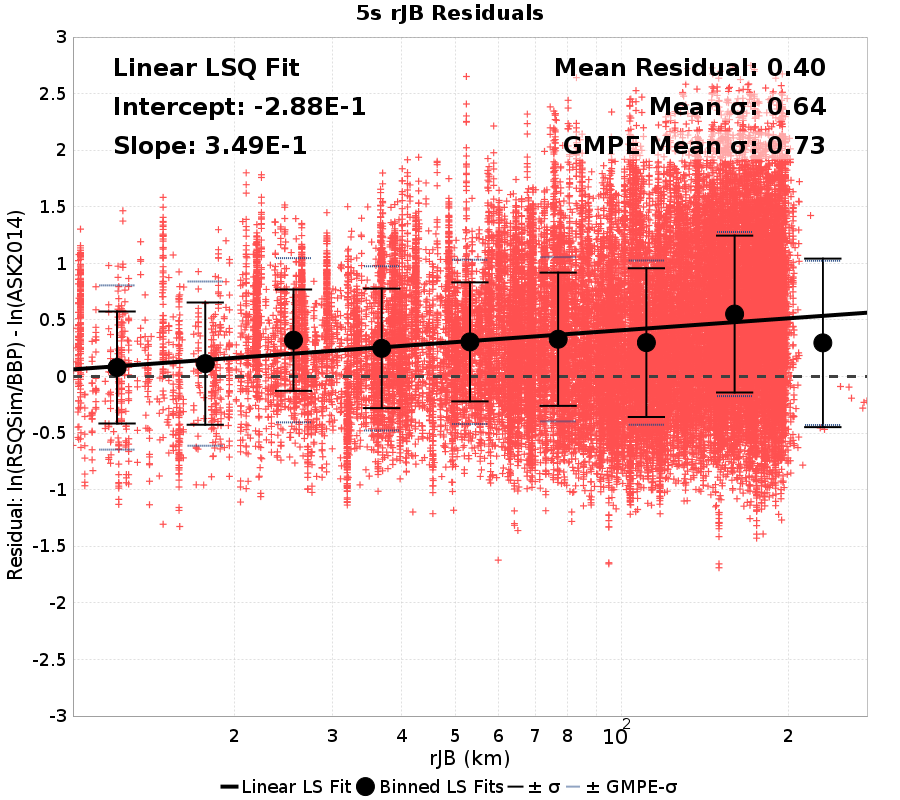 5s rJB Residuals
Linear LSQ Fit
Intercept: -2.88E-1
Slope: 3.49E-1
Mean Residual: 0.40
Mean σ: 0.64
GMPE Mean σ: 0.73
Residual: ln(RSQSim/BBP) - ln(ASK2014)
3
2.5
2
1.5
1
0.5
0
-0.5
-1
-1.5
-2
-2.5
-3
2 3 4 5 6 7 8 10² 2
rJB (km)
Linear LS Fit Binned LS Fits ± σ ± GMPE-σ